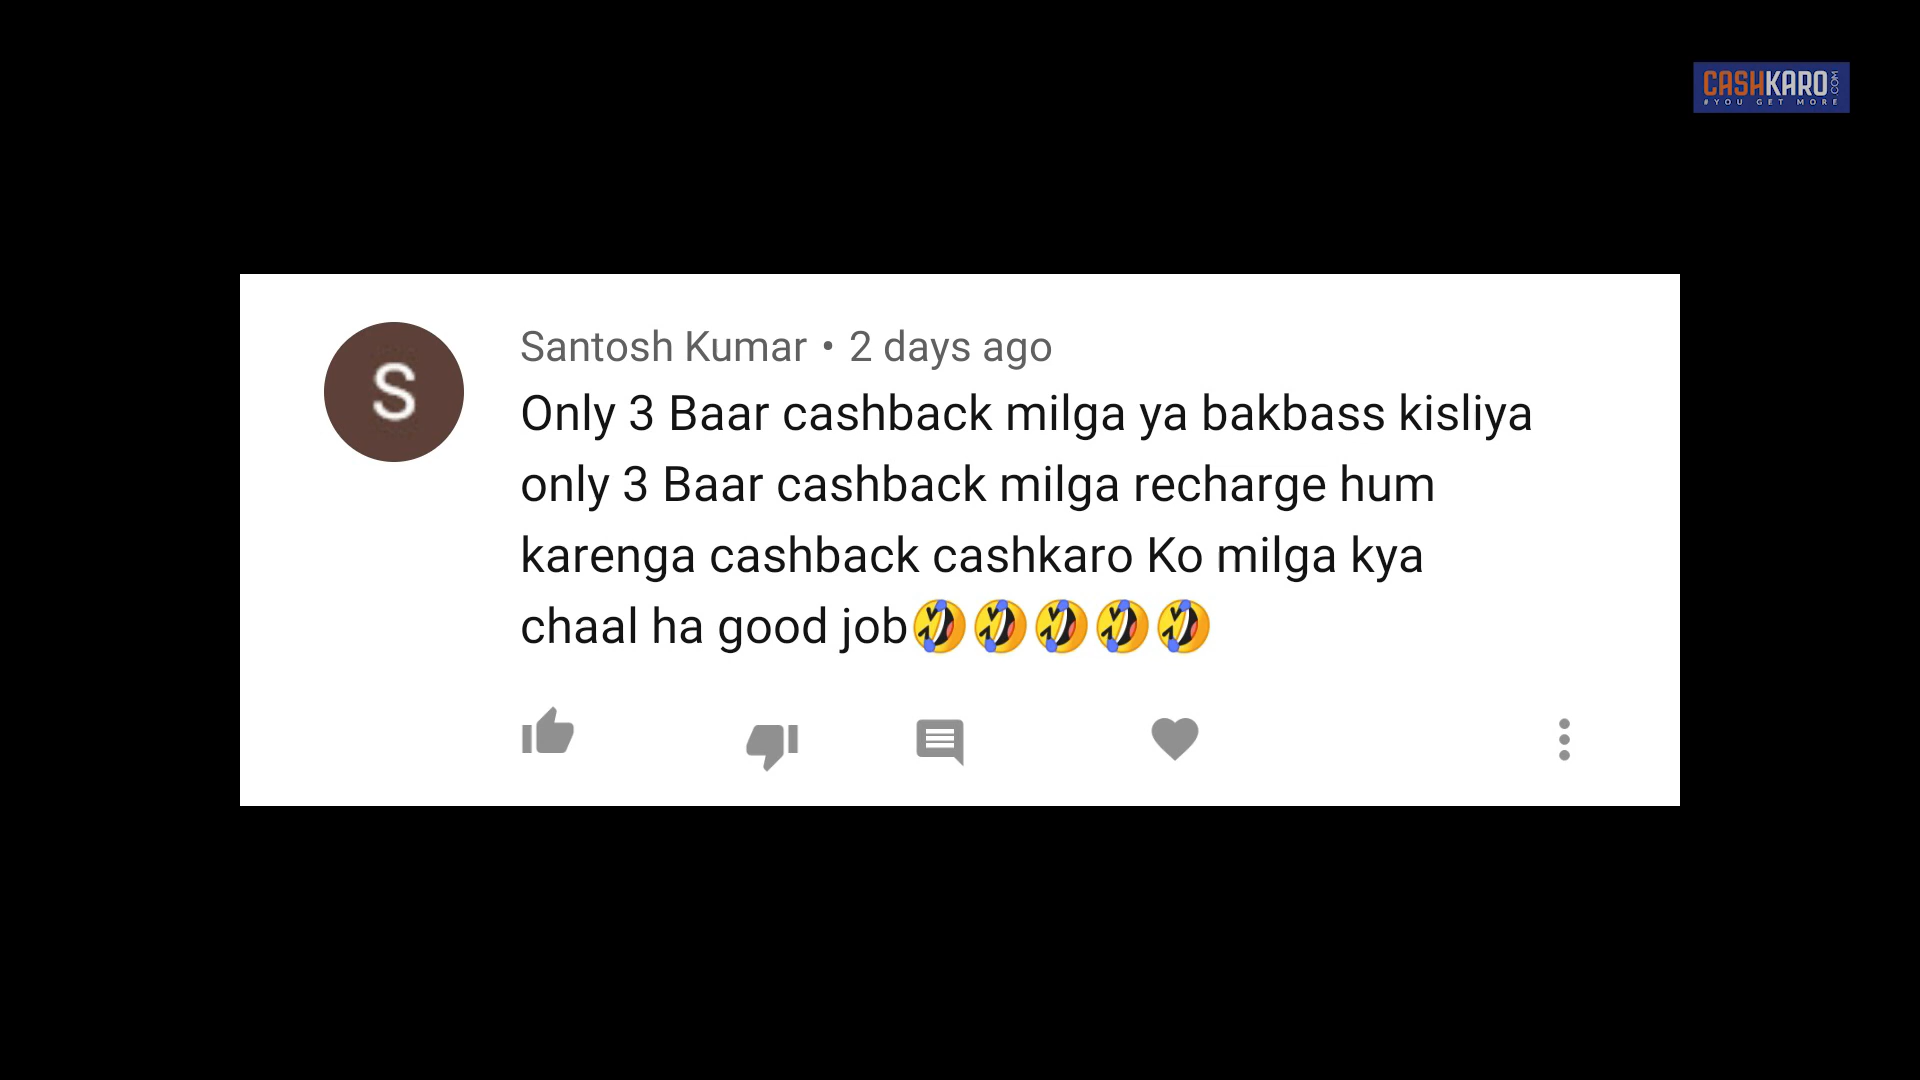 CASHKARO.COM
#YOU GET MORE
S
Santosh Kumar • 2 days ago
Only 3 Baar cashback milga ya bakbass kisliya
only 3 Baar cashback milga recharge hum
karenga cashback cashkaro Ko milga kya
chaal ha good job🤣🤣🤣🤣🤣